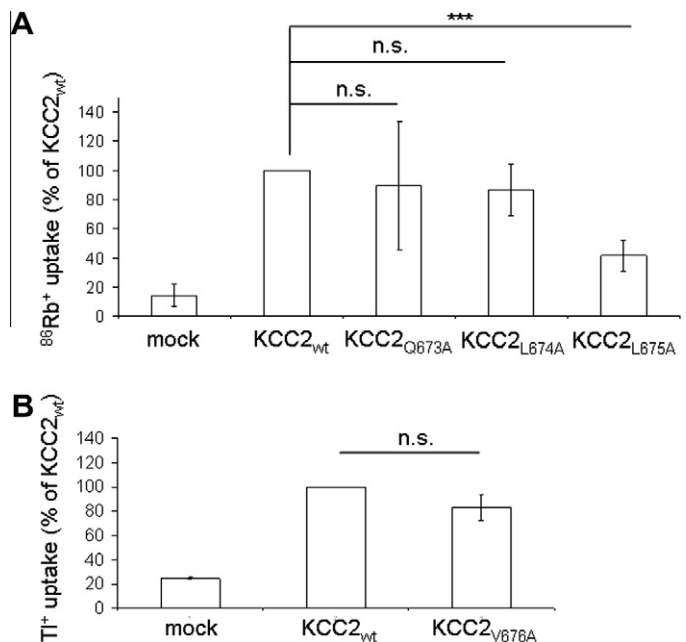 A
***
n.s.
n.s.
⁸⁶Rb⁺ uptake (% of KCC2wt)
140
120
100
80
60
40
20
0
mock KCC2wt KCC2Q673A KCC2L674A KCC2L675A
B
n.s.
Tl⁺ uptake (% of KCC2wt)
140
120
100
80
60
40
20
0
mock KCC2wt KCC2V676A